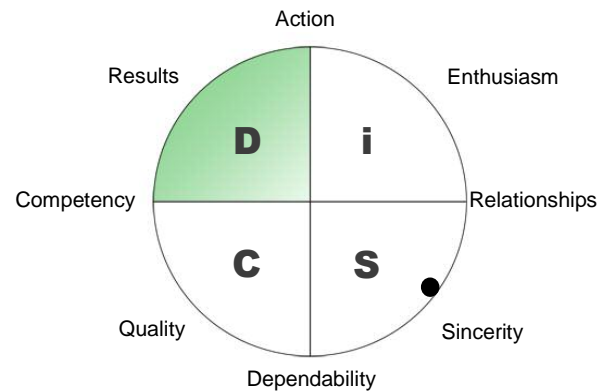 Action
Results
Enthusiasm
D
i
Competency
Relationships
C
S
Quality
Sincerity
Dependability